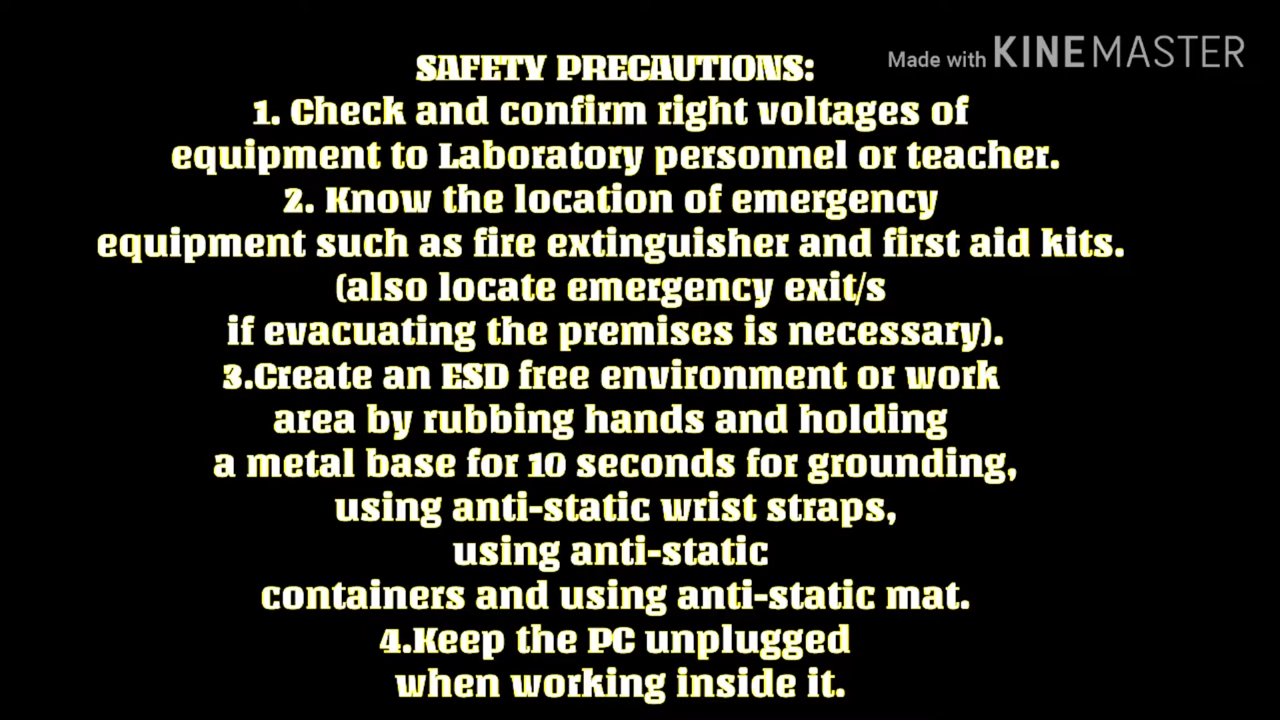 Made with KINEMASTER
SAFETY PRECAUTIONS:
1. Check and confirm right voltages of
equipment to Laboratory personnel or teacher.
2. Know the location of emergency
equipment such as fire extinguisher and first aid kits.
(also locate emergency exit/s
if evacuating the premises is necessary).
3.Create an ESD free environment or work
area by rubbing hands and holding
a metal base for 10 seconds for grounding,
using anti-static wrist straps,
using anti-static
containers and using anti-static mat.
4.Keep the PC unplugged
when working inside it.